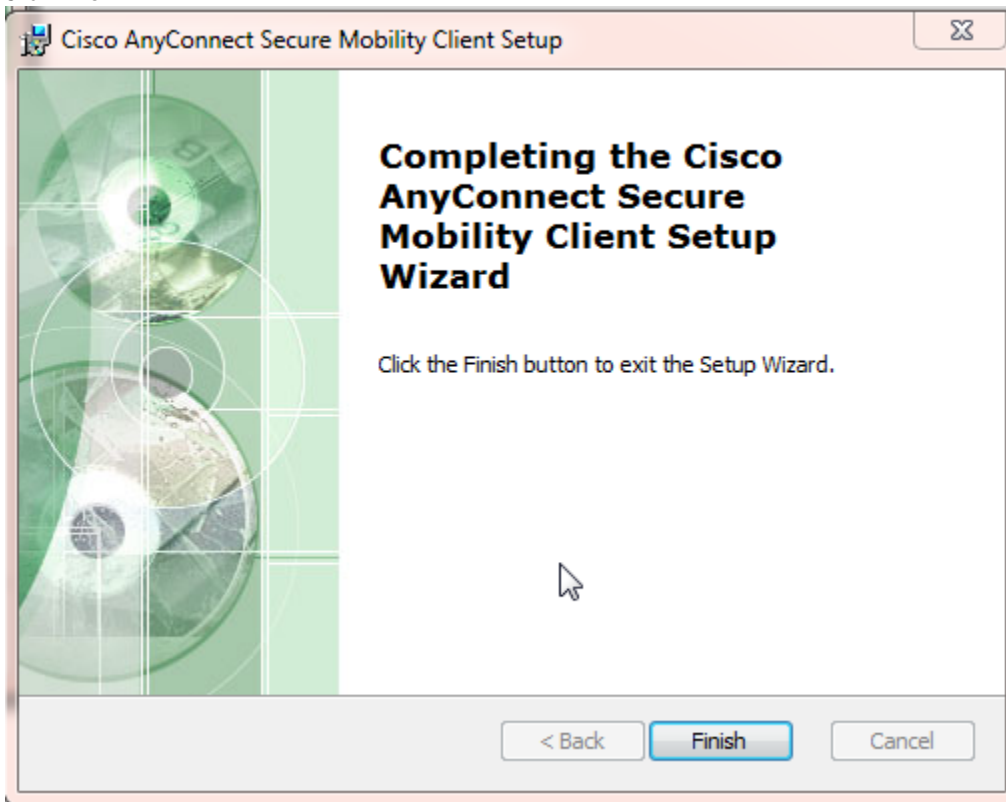 Cisco AnyConnect Secure Mobility Client Setup
Completing the Cisco
AnyConnect Secure
Mobility Client Setup
Wizard
Click the Finish button to exit the Setup Wizard.
< Back Finish Cancel